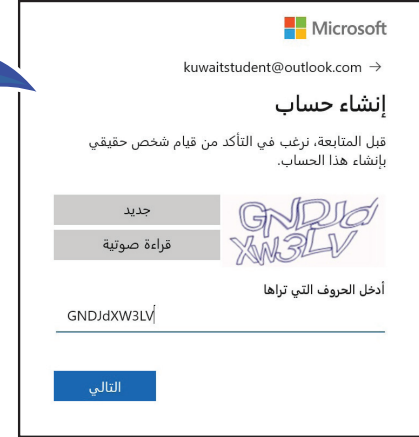 Microsoft
kuwaitstudent@outlook.com →
إنشاء حساب
قبل المتابعة، نرغب في التأكد من قيام شخص حقيقي
بإنشاء هذا الحساب.
جديد
قراءة صوتية
GNDJd
XW3LV
أدخل الحروف التي تراها
GNDJdXW3LV
التالي